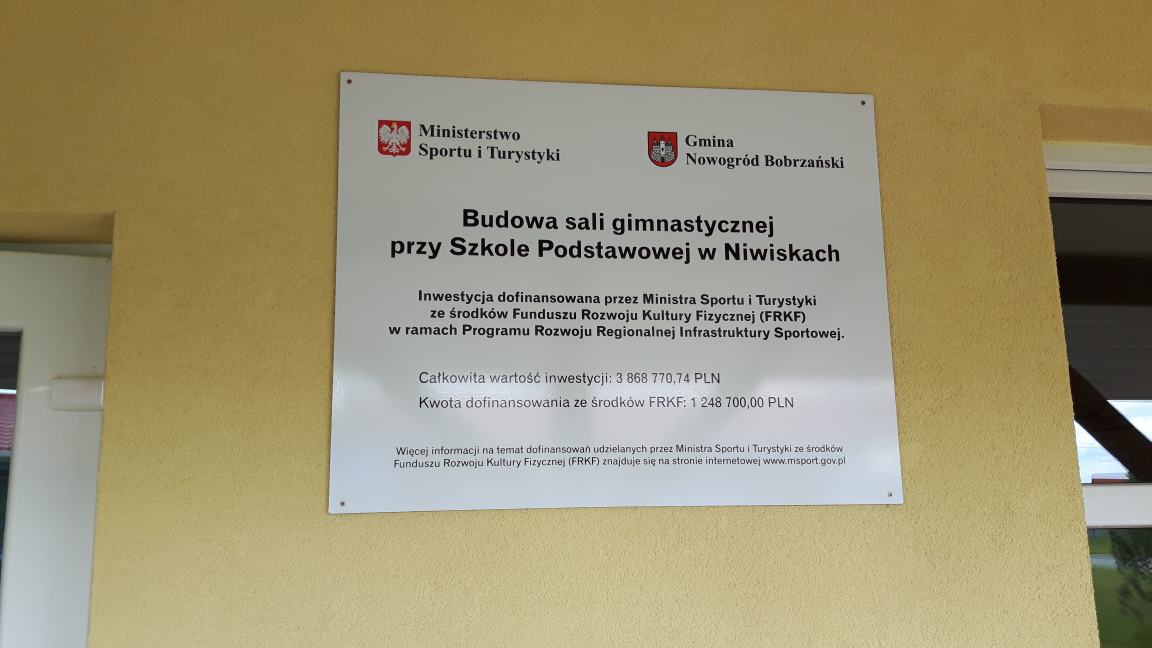 Ministerstwo
Sportu i Turystyki
Gmina
Nowogród Bobrzański
Budowa sali gimnastycznej
przy Szkole Podstawowej w Niwiskach
Inwestycja dofinansowana przez Ministra Sportu i Turystyki
ze środków Funduszu Rozwoju Kultury Fizycznej (FRKF)
w ramach Programu Rozwoju Regionalnej Infrastruktury Sportowej.
Całkowita wartość inwestycji: 3 868 770,74 PLN
Kwota dofinansowania ze środków FRKF: 1 248 700,00 PLN
Więcej informacji na temat dofinansowań udzielanych przez Ministra Sportu i Turystyki ze środków
Funduszu Rozwoju Kultury Fizycznej (FRKF) znajduje się na stronie internetowej www.msport.gov.pl